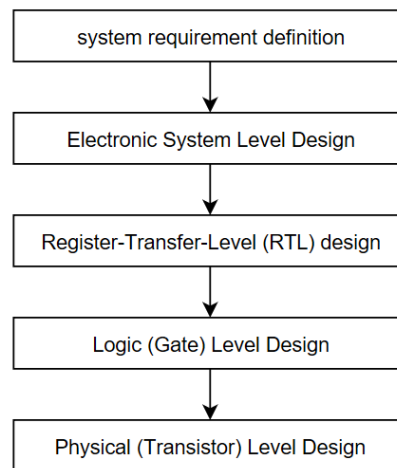 system requirement definition
Electronic System Level Design
Register-Transfer-Level (RTL) design
Logic (Gate) Level Design
Physical (Transistor) Level Design